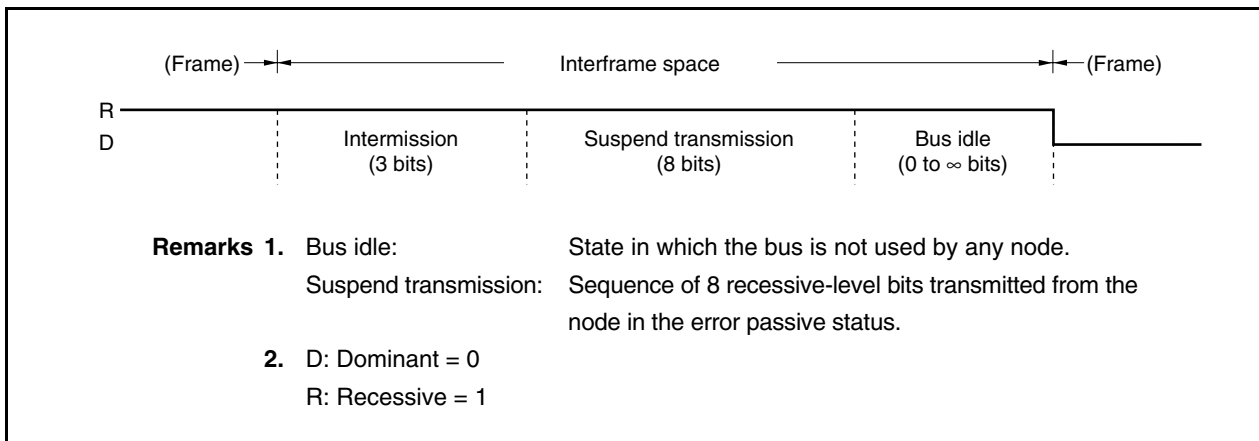 (Frame) Interframe space (Frame)
R
D
Intermission
(3 bits)
Suspend transmission
(8 bits)
Bus idle
(0 to ∞ bits)
Remarks 1. Bus idle: State in which the bus is not used by any node.
Suspend transmission: Sequence of 8 recessive-level bits transmitted from the
node in the error passive status.
2. D: Dominant = 0
R: Recessive = 1